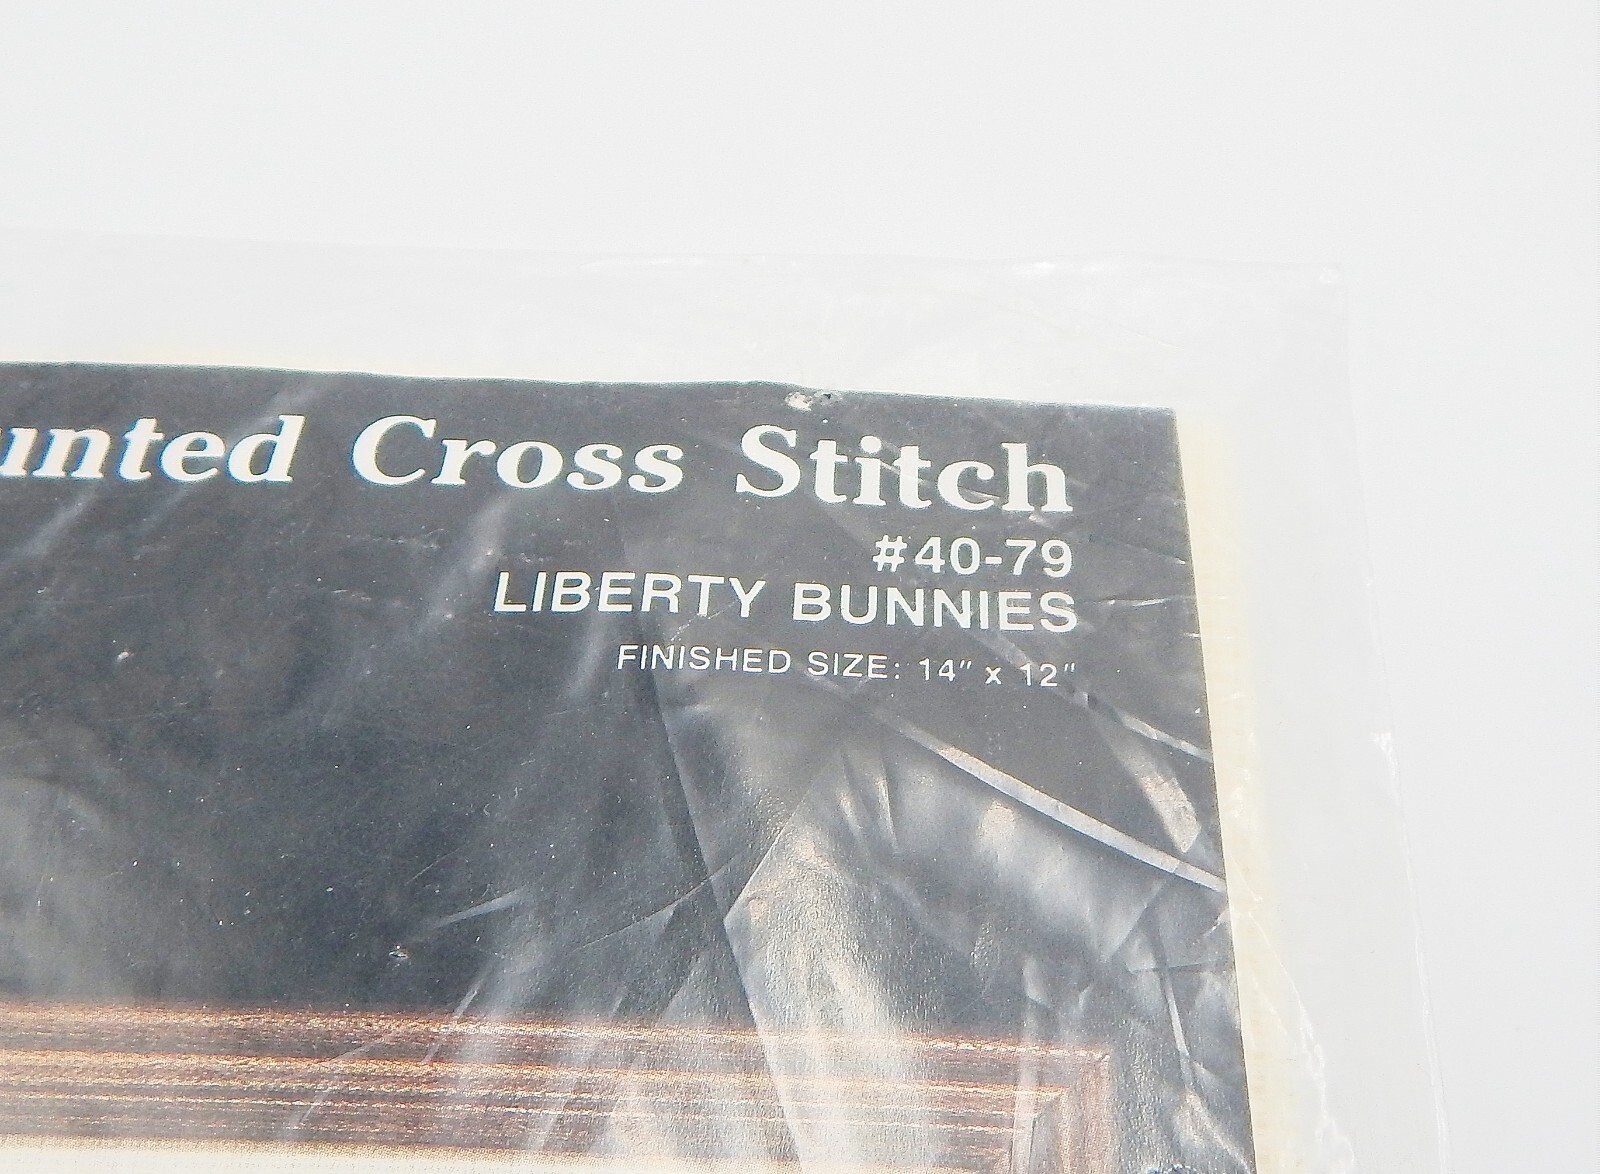 unted Cross Stitch
#40-79
LIBERTY BUNNIES
FINISHED SIZE: 14" x 12"